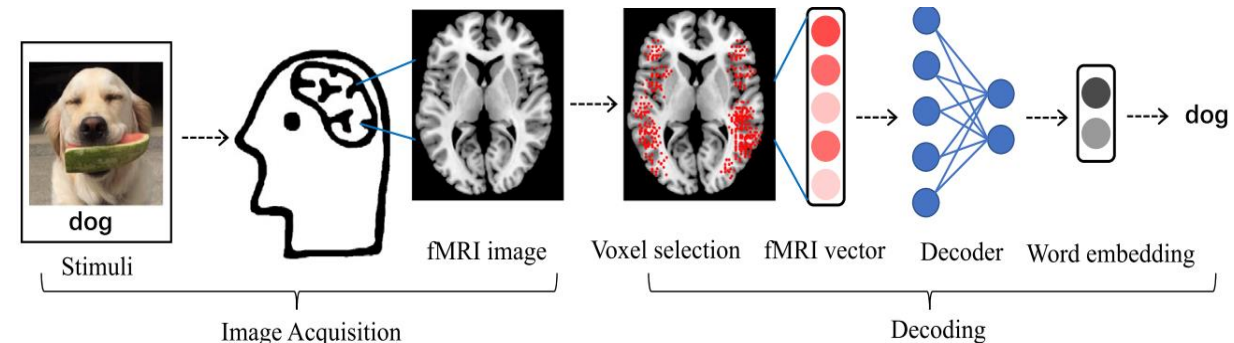 dog
Stimuli
fMRI image
Image Acquisition
Voxel selection
fMRI vector
Decoder
Word embedding
dog
Decoding